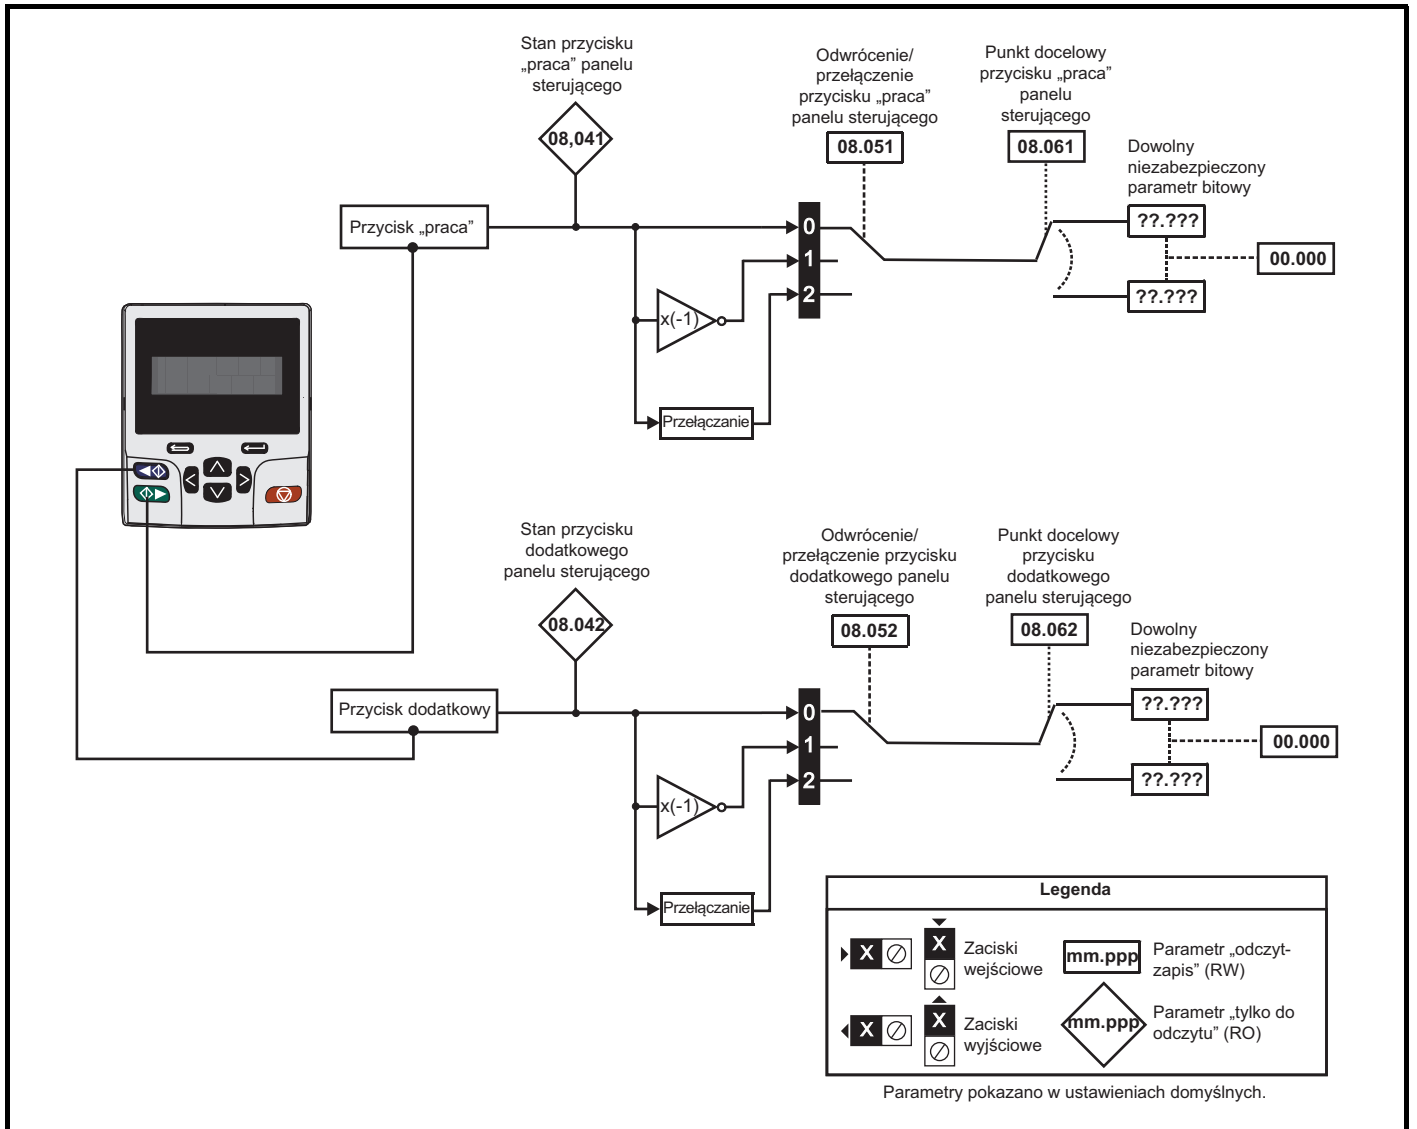 Stan przycisku
„praca” panelu
sterującego
08,041
Odwrócenie/
przełączenie
przycisku „praca”
panelu sterującego
08.051
Punkt docelowy
przycisku „praca”
panelu
sterującego
08.061
Dowolny
niezabezpieczony
parametr bitowy
??.???
??.???
00.000
Przycisk „praca”
0
1
2
x(-1)
Przełączanie
Stan przycisku
dodatkowego
panelu sterującego
08.042
Odwrócenie/
przełączenie przycisku
dodatkowego panelu
sterującego
08.052
Punkt docelowy
przycisku
dodatkowego
panelu sterującego
08.062
Dowolny
niezabezpieczony
parametr bitowy
??.???
??.???
00.000
Przycisk dodatkowy
0
1
2
x(-1)
Przełączanie
Legenda
X
X
Zaciski
wejściowe
mm.ppp
Parametr „odczyt-
zapis” (RW)
X
X
Zaciski
wyjściowe
mm.ppp
Parametr „tylko do
odczytu” (RO)
Parametry pokazano w ustawieniach domyślnych.